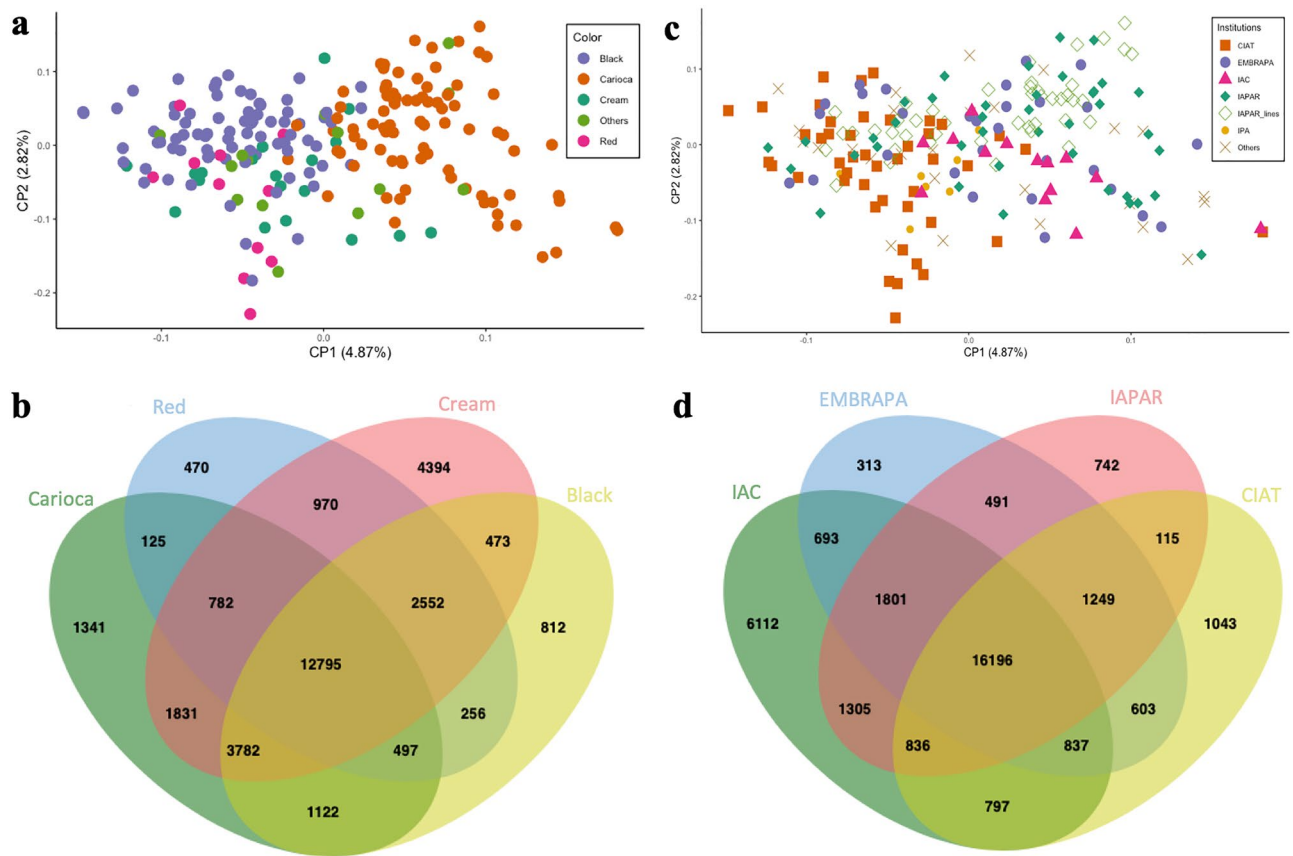 a
CP2 (2.82%)
0.1
0.0
-0.1
-0.2
-0.1
0.0
0.1
CP1 (4.87%)
Color
Black
Carioca
Cream
Others
Red
c
CP2 (2.82%)
0.1
0.0
-0.1
-0.2
-0.1
0.0
0.1
CP1 (4.87%)
Institutions
CIAT
EMBRAPA
IAC
IAPAR
IAPAR_lines
IPA
Others
b
Red
Cream
Carioca
Black
470
4394
970
125
473
782
2552
1341
812
12795
1831
256
3782
497
1122
d
EMBRAPA
IAPAR
IAC
CIAT
313
742
491
693
115
1801
1249
6112
1043
16196
1305
603
836
837
797